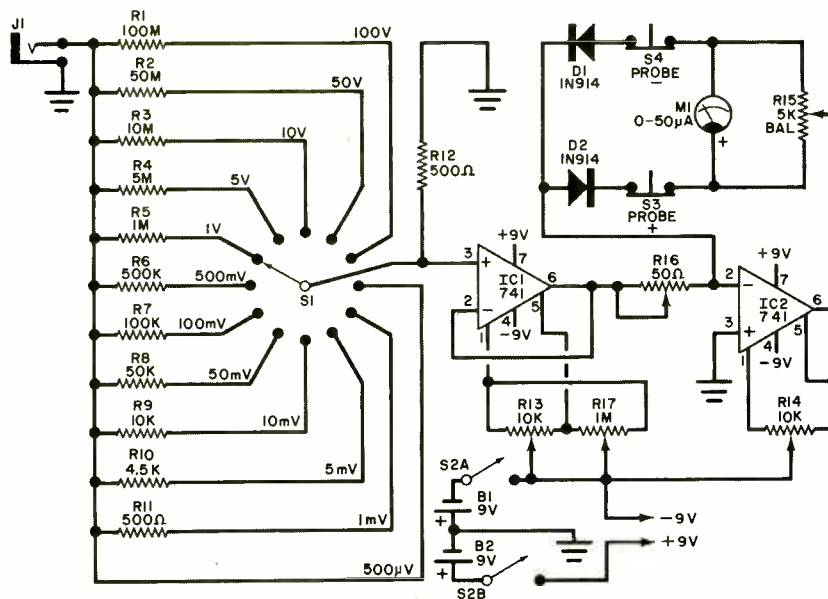 J1
V
R1
100M
100V
R2
50M
50V
R3
10M
10V
R4
5M
5V
R5
1M
1V
R6
500K
500mV
R7
100K
100mV
R8
50K
50mV
R9
10K
10mV
R10
4.5K
5mV
R11
500Ω
1mV
500µV
S1
R12
500Ω
D1
1N914
S4
PROBE
−
M1
0-50µA
+
R15
5K
BAL
D2
1N914
S3
PROBE
+
3 +
IC1
741
2 −
+9V
7
6
5
4
-9V
1
R16
50Ω
2 −
IC2
741
3 +
+9V
7
6
5
4
-9V
1
R13
10K
R17
1M
R14
10K
S2A
B1
9V
+
B2
9V
+
S2B
-9V
+9V